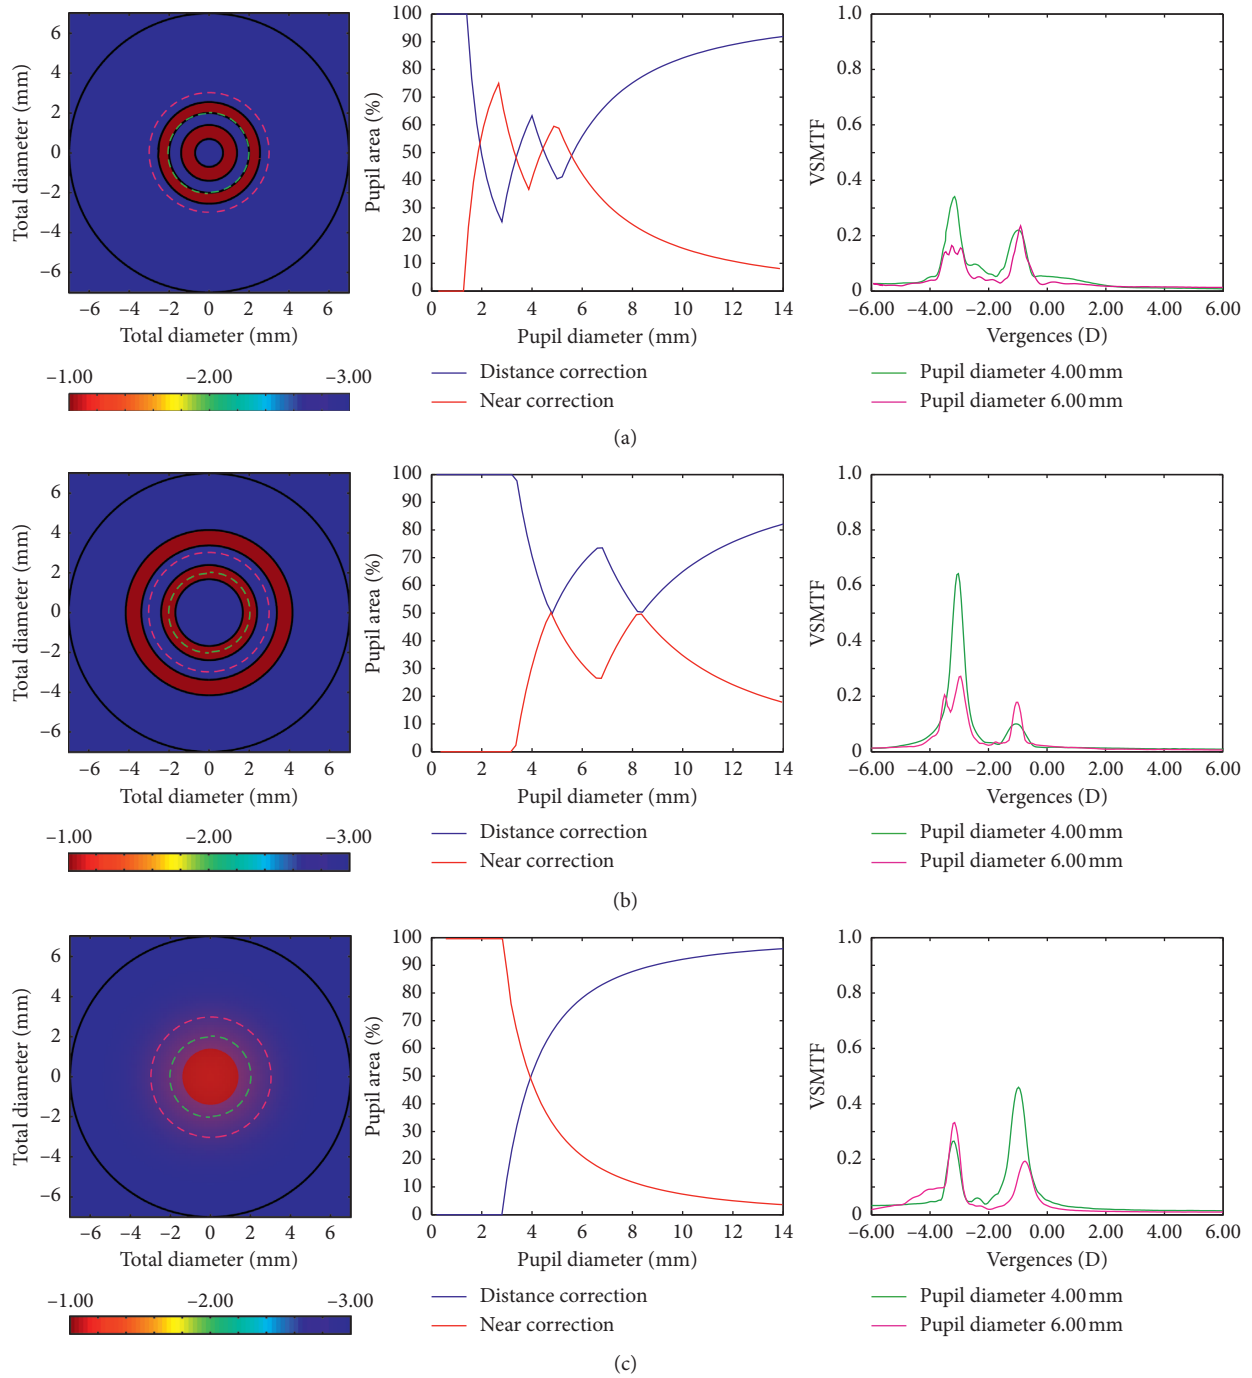 Total diameter (mm)
6
4
2
0
−2
−4
−6
−6 −4 −2 0 2 4 6
Total diameter (mm)
−1.00 −2.00 −3.00
Pupil area (%)
100
90
80
70
60
50
40
30
20
10
0
0 2 4 6 8 10 12 14
Pupil diameter (mm)
Distance correction
Near correction
VSMTF
1.0
0.8
0.6
0.4
0.2
0
−6.00 −4.00 −2.00 0.00 2.00 4.00 6.00
Vergences (D)
Pupil diameter 4.00 mm
Pupil diameter 6.00 mm
(a)
Total diameter (mm)
6
4
2
0
−2
−4
−6
−6 −4 −2 0 2 4 6
Total diameter (mm)
−1.00 −2.00 −3.00
Pupil area (%)
100
90
80
70
60
50
40
30
20
10
0
0 2 4 6 8 10 12 14
Pupil diameter (mm)
Distance correction
Near correction
VSMTF
1.0
0.8
0.6
0.4
0.2
0
−6.00 −4.00 −2.00 0.00 2.00 4.00 6.00
Vergences (D)
Pupil diameter 4.00 mm
Pupil diameter 6.00 mm
(b)
Total diameter (mm)
6
4
2
0
−2
−4
−6
−6 −4 −2 0 2 4 6
Total diameter (mm)
−1.00 −2.00 −3.00
Pupil area (%)
100
90
80
70
60
50
40
30
20
10
0
0 2 4 6 8 10 12 14
Pupil diameter (mm)
Distance correction
Near correction
VSMTF
1.0
0.8
0.6
0.4
0.2
0
−6.00 −4.00 −2.00 0.00 2.00 4.00 6.00
Vergences (D)
Pupil diameter 4.00 mm
Pupil diameter 6.00 mm
(c)